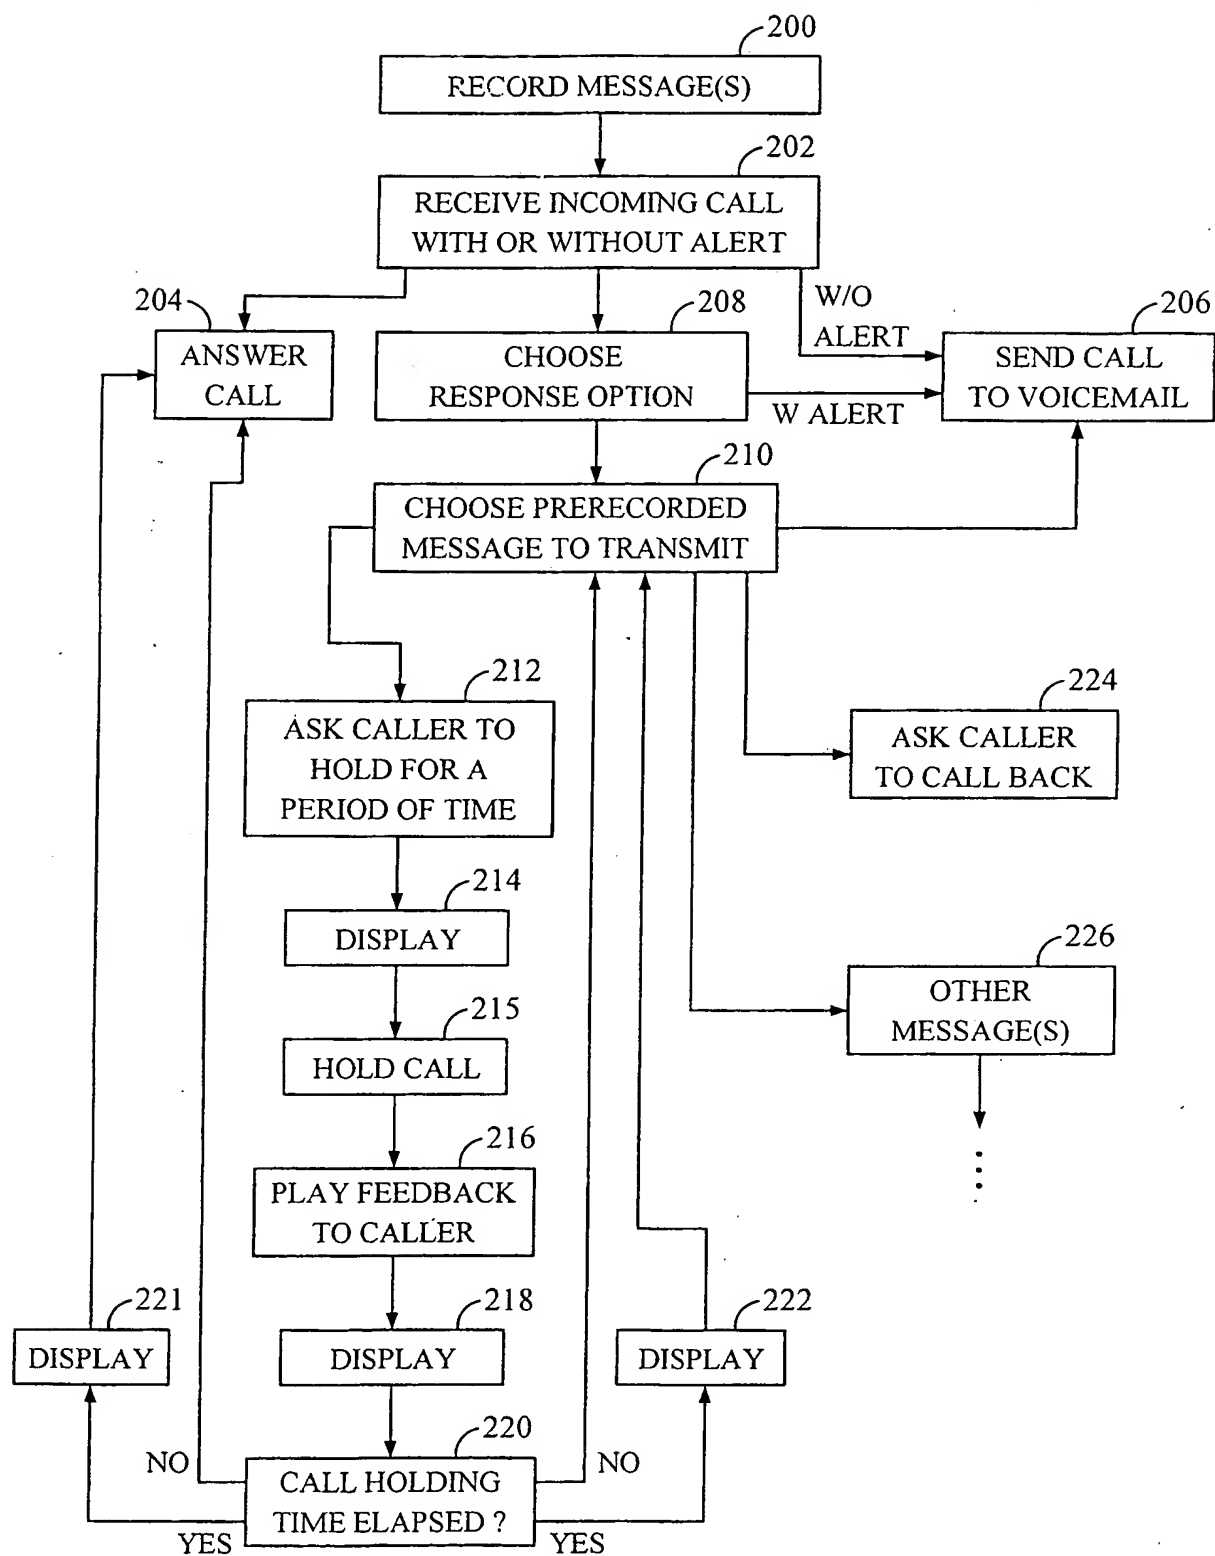 200
RECORD MESSAGE(S)
202
RECEIVE INCOMING CALL
WITH OR WITHOUT ALERT
204
ANSWER
CALL
208
CHOOSE
RESPONSE OPTION
W/O
ALERT
W ALERT
206
SEND CALL
TO VOICEMAIL
210
CHOOSE PRERECORDED
MESSAGE TO TRANSMIT
212
ASK CALLER TO
HOLD FOR A
PERIOD OF TIME
224
ASK CALLER
TO CALL BACK
214
DISPLAY
226
OTHER
MESSAGE(S)
215
HOLD CALL
216
PLAY FEEDBACK
TO CALLER
221
DISPLAY
218
DISPLAY
222
DISPLAY
220
CALL HOLDING
TIME ELAPSED ?
NO
NO
YES
YES